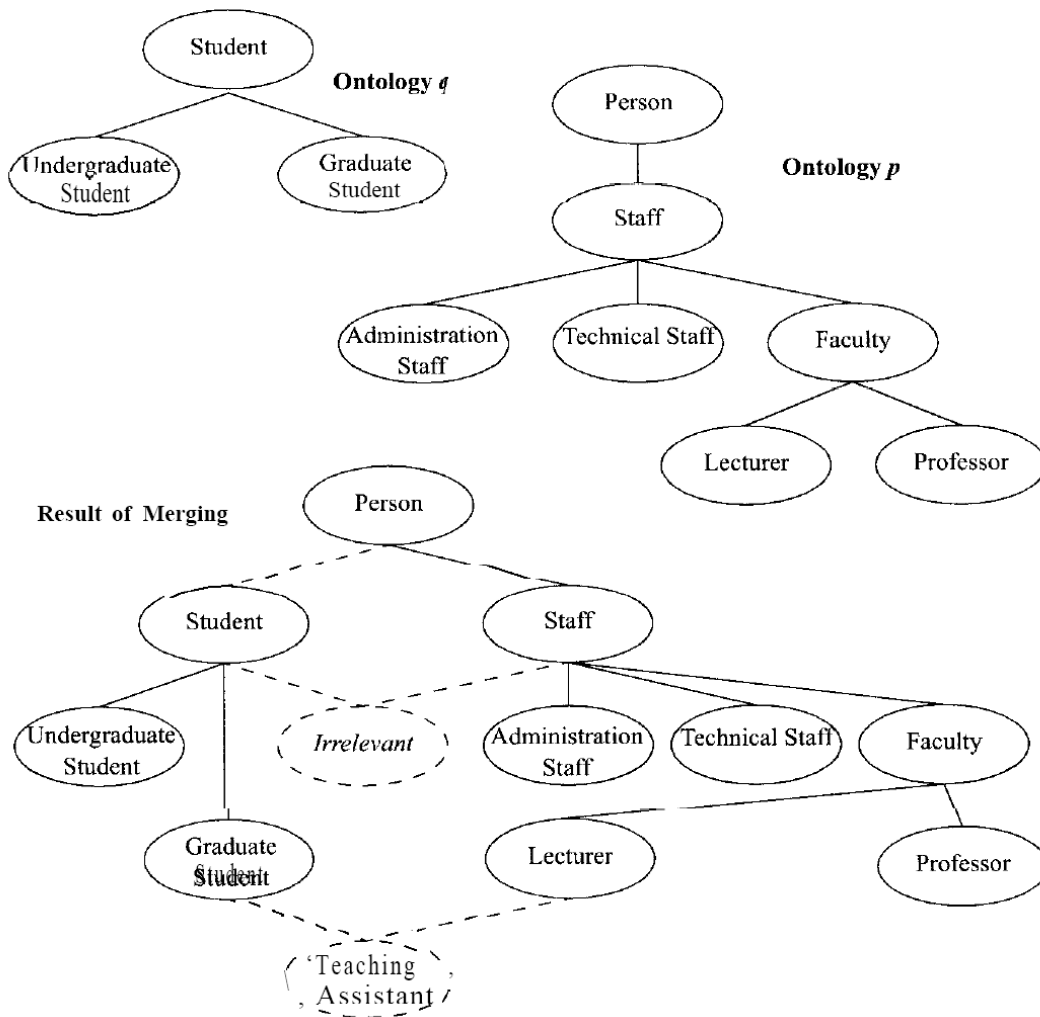 Student
Ontology q
Undergraduate
Student
Graduate
Student
Person
Ontology p
Staff
Administration
Staff
Technical Staff
Faculty
Lecturer
Professor
Result of Merging
Person
Student
Staff
Undergraduate
Student
Irrelevant
Administration
Staff
Technical Staff
Faculty
Graduate
Student
Lecturer
Professor
Teaching
Assistant